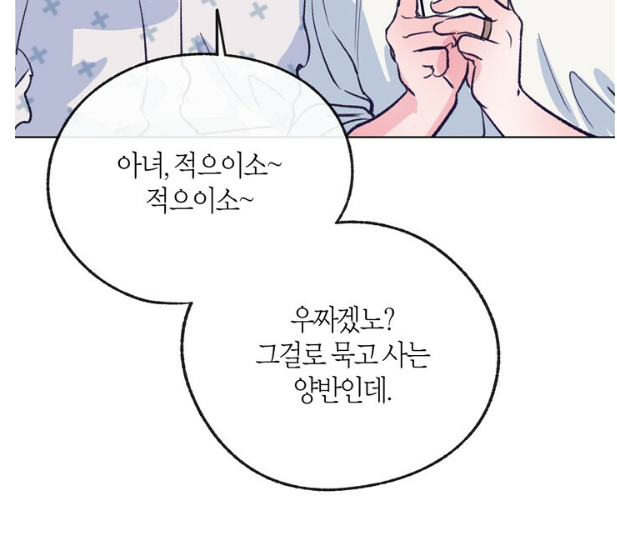 아녀, 적으이소~
적으이소~
우짜겠노?
그걸로 묵고 사는
양반인데.